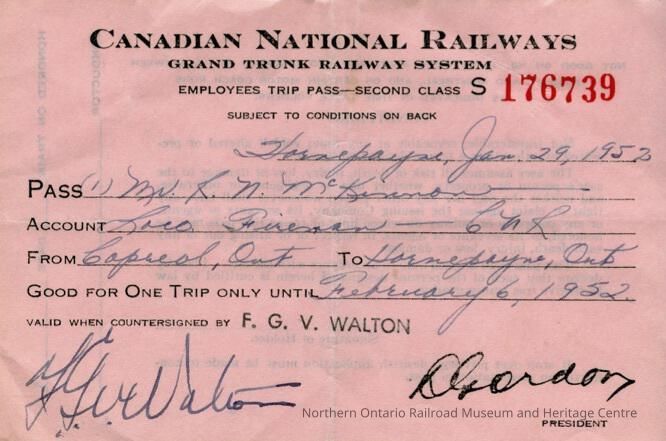 CANADIAN NATIONAL RAILWAYS
GRAND TRUNK RAILWAY SYSTEM
EMPLOYEES TRIP PASS—SECOND CLASS S 176739
SUBJECT TO CONDITIONS ON BACK
Hornepayne, Jan. 29, 1952
PASS (1) Mr. K. N. McKinnon
ACCOUNT Loco Fireman — CNR
FROM Capreol, Ont TO Hornepayne, Ont
GOOD FOR ONE TRIP ONLY UNTIL February 6, 1952.
VALID WHEN COUNTERSIGNED BY F. G. V. WALTON
F.G.V. Walton DGordon
Northern Ontario Railroad Museum and Heritage Centre
PRESIDENT